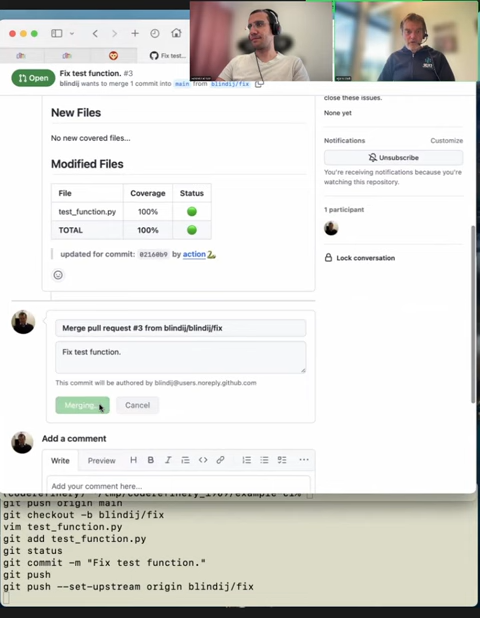 Fix test...
Open
Fix test function. #3
blindij wants to merge 1 commit into main from blindij/fix
close these issues.
None yet
New Files
No new covered files...
Modified Files
File Coverage Status
test_function.py 100%
TOTAL 100%
updated for commit: 02160b9 by action
Notifications Customize
Unsubscribe
You're receiving notifications because you're
watching this repository.
1 participant
Lock conversation
Merge pull request #3 from blindij/blindij/fix
Fix test function.
This commit will be authored by blindij@users.noreply.github.com
Merging... Cancel
Add a comment
Write Preview H B I
Add your comment here...
git push origin main
git checkout -b blindij/fix
vim test_function.py
git add test_function.py
git status
git commit -m "Fix test function."
git push
git push --set-upstream origin blindij/fix